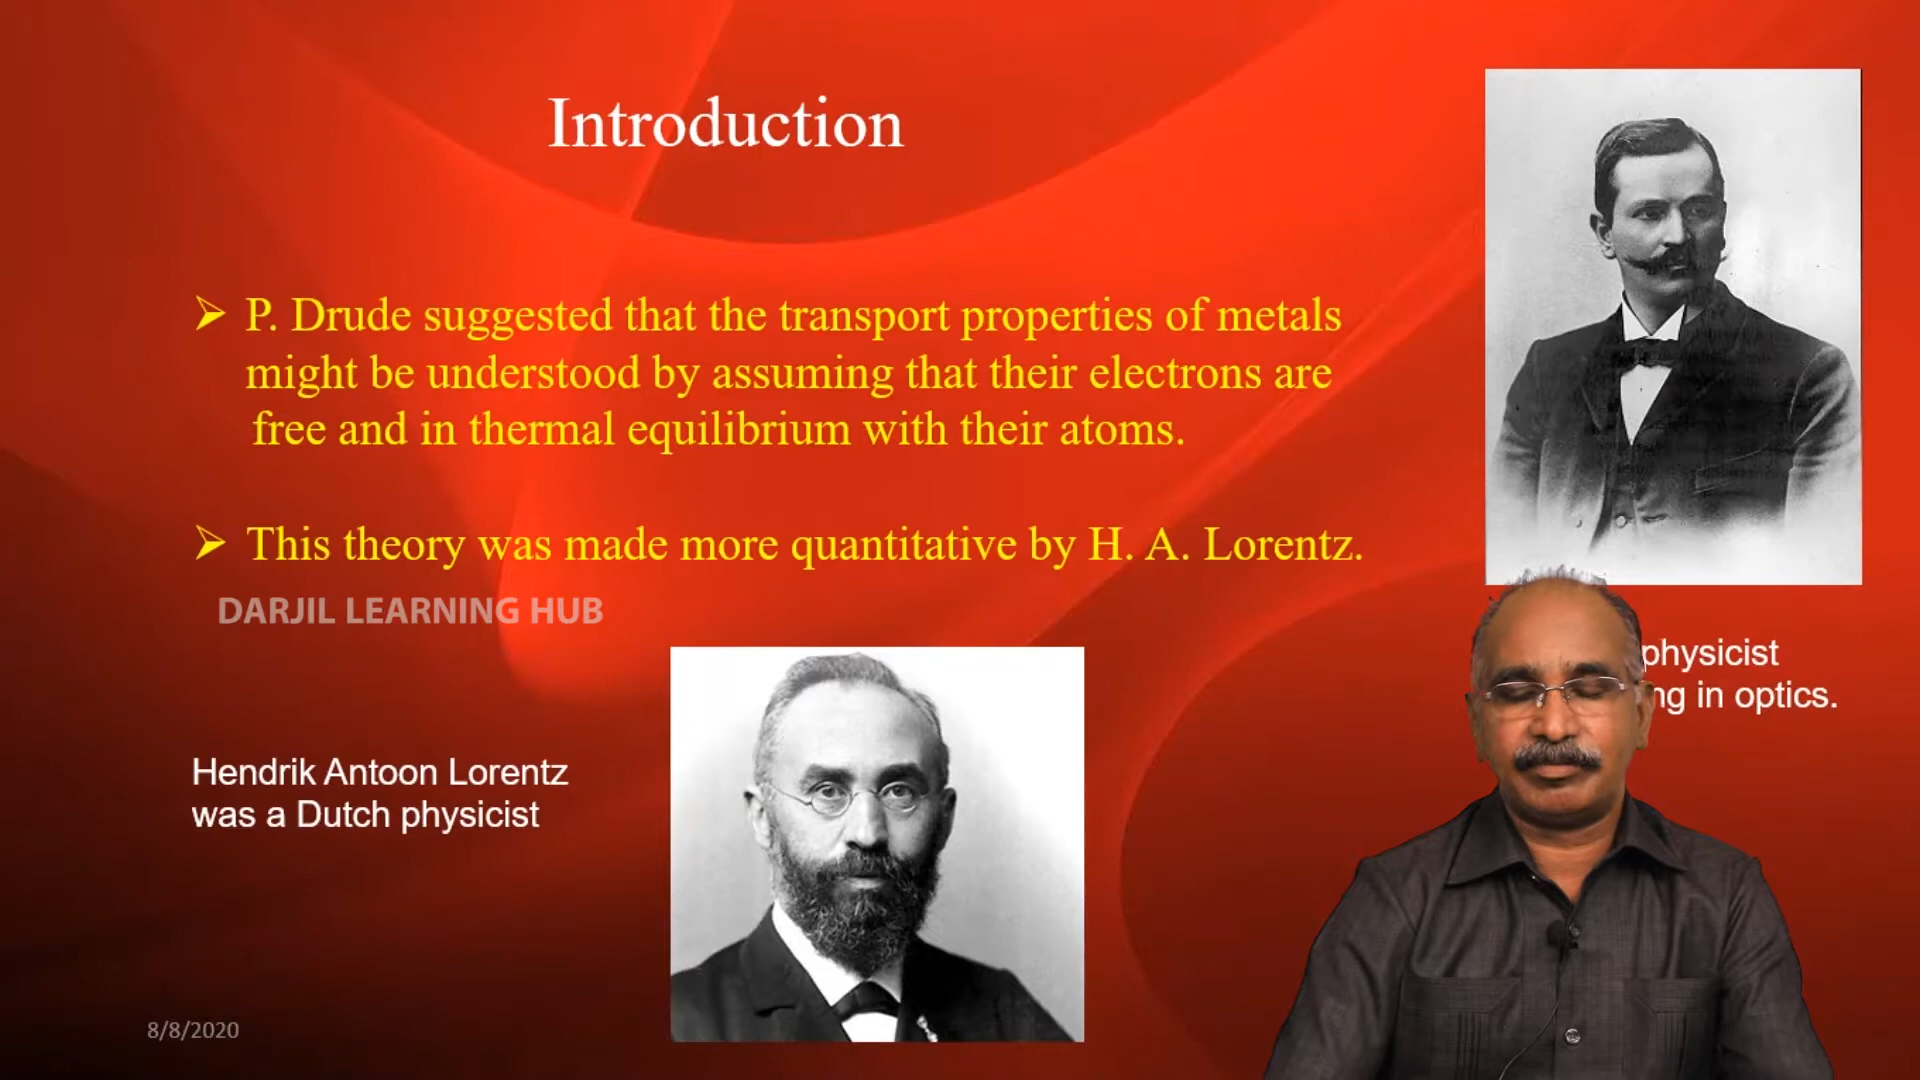 Introduction
P. Drude suggested that the transport properties of metals
might be understood by assuming that their electrons are
free and in thermal equilibrium with their atoms.
This theory was made more quantitative by H. A. Lorentz.
DARJIL LEARNING HUB
physicist
in optics.
Hendrik Antoon Lorentz
was a Dutch physicist
8/8/2020